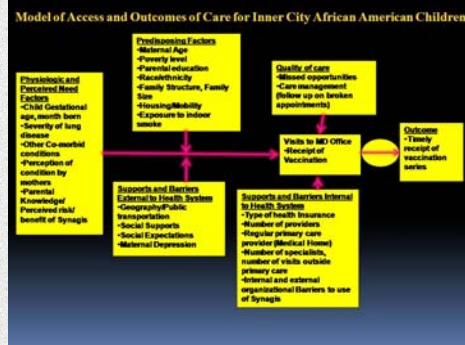 Model of Access and Outcomes of Care for Inner City African American Children
Predisposing Factors
•Maternal Age
•Poverty level
•Parental education
•Race/ethnicity
•Family Structure, Family
Size
•Housing/Mobility
•Exposure to indoor
smoke
Physiologic and
Perceived Need
Factors
•Child Gestational
age, month born
•Severity of lung
disease
•Other Co-morbid
conditions
•Perception of
condition by
mothers
•Parental
Knowledge/
Perceived risk/
benefit of Synagis
Quality of care
•Missed opportunities
•Care management
(follow up on broken
appointments)
Visits to MD Office
•Receipt of
Vaccination
Outcome
•Timely
receipt of
vaccination
series
Supports and Barriers
External to Health System
•Geography/Public
transportation
•Social Supports
•Social Expectations
•Maternal Depression
Supports and Barriers Internal
to Health System
•Type of health Insurance
•Number of providers
•Regular primary care
provider (Medical Home)
•Number of specialists,
number of visits outside
primary care
•Internal and external
organizational Barriers to use
of Synagis